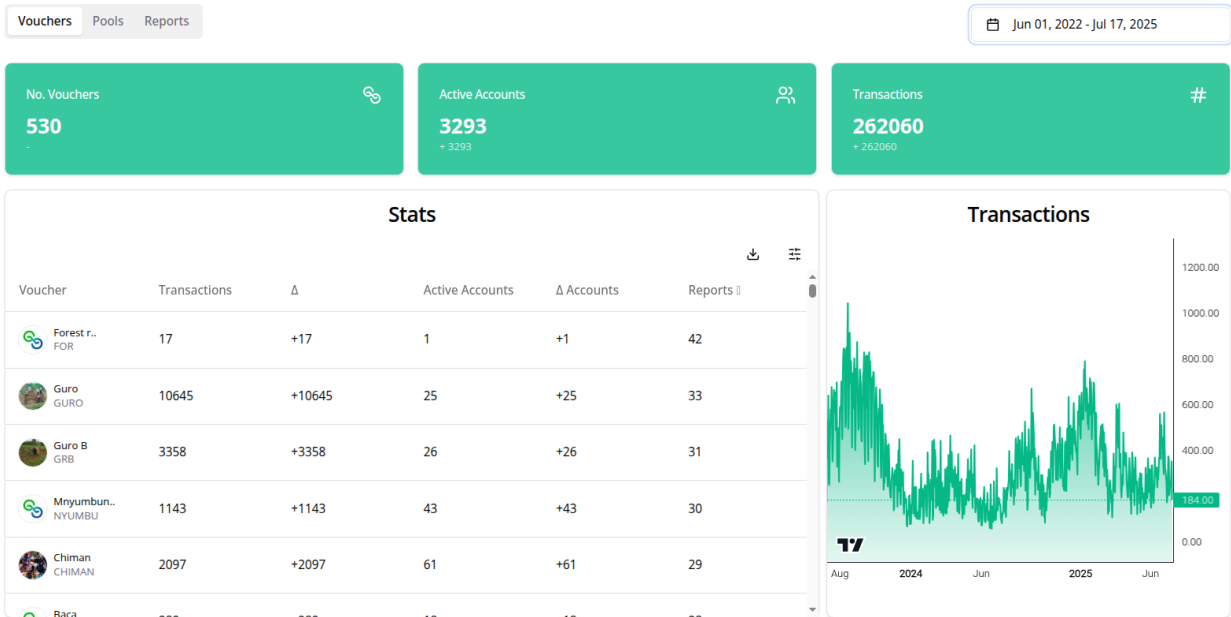 Vouchers Pools Reports
Jun 01, 2022 - Jul 17, 2025
No. Vouchers
530
-
Active Accounts
3293
+ 3293
Transactions
262060
+ 262060
Stats
Voucher Transactions Δ Active Accounts Δ Accounts Reports
Forest r.. 17 +17 1 +1 42
FOR
Guro 10645 +10645 25 +25 33
GURO
Guro B 3358 +3358 26 +26 31
GRB
Mnyumbun.. 1143 +1143 43 +43 30
NYUMBU
Chiman 2097 +2097 61 +61 29
CHIMAN
Baca
Transactions
1200.00
1000.00
800.00
600.00
400.00
184.00
0.00
Aug 2024 Jun 2025 Jun